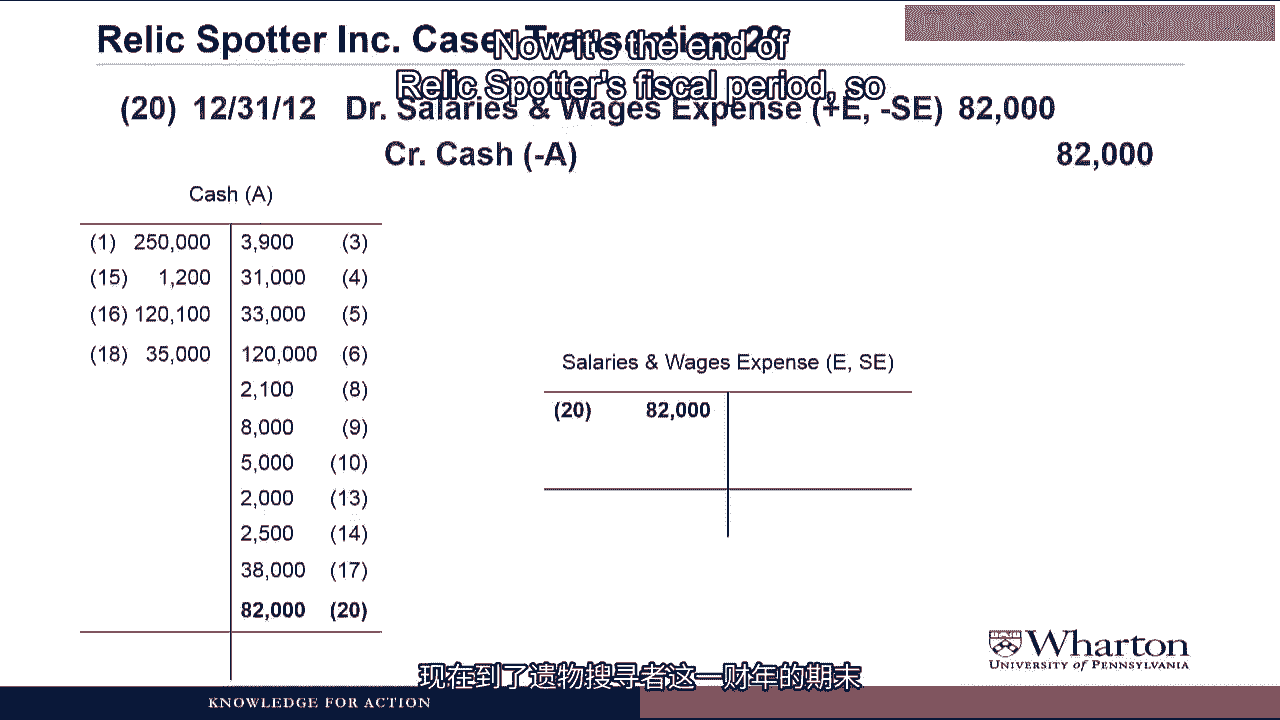 Relic Spotter Inc. Case: Transaction 20
Now it's the end of
Relic Spotter's fiscal period, so
(20) 12/31/12 Dr. Salaries & Wages Expense (+E, -SE) 82,000
Cr. Cash (-A) 82,000
Cash (A)
(1) 250,000 3,900 (3)
(15) 1,200 31,000 (4)
(16) 120,100 33,000 (5)
(18) 35,000 120,000 (6)
2,100 (8)
8,000 (9)
5,000 (10)
2,000 (13)
2,500 (14)
38,000 (17)
82,000 (20)
Salaries & Wages Expense (E, SE)
(20) 82,000
Wharton
UNIVERSITY of PENNSYLVANIA
现在到了遗物搜寻者这一财年的期末
KNOWLEDGE FOR ACTION